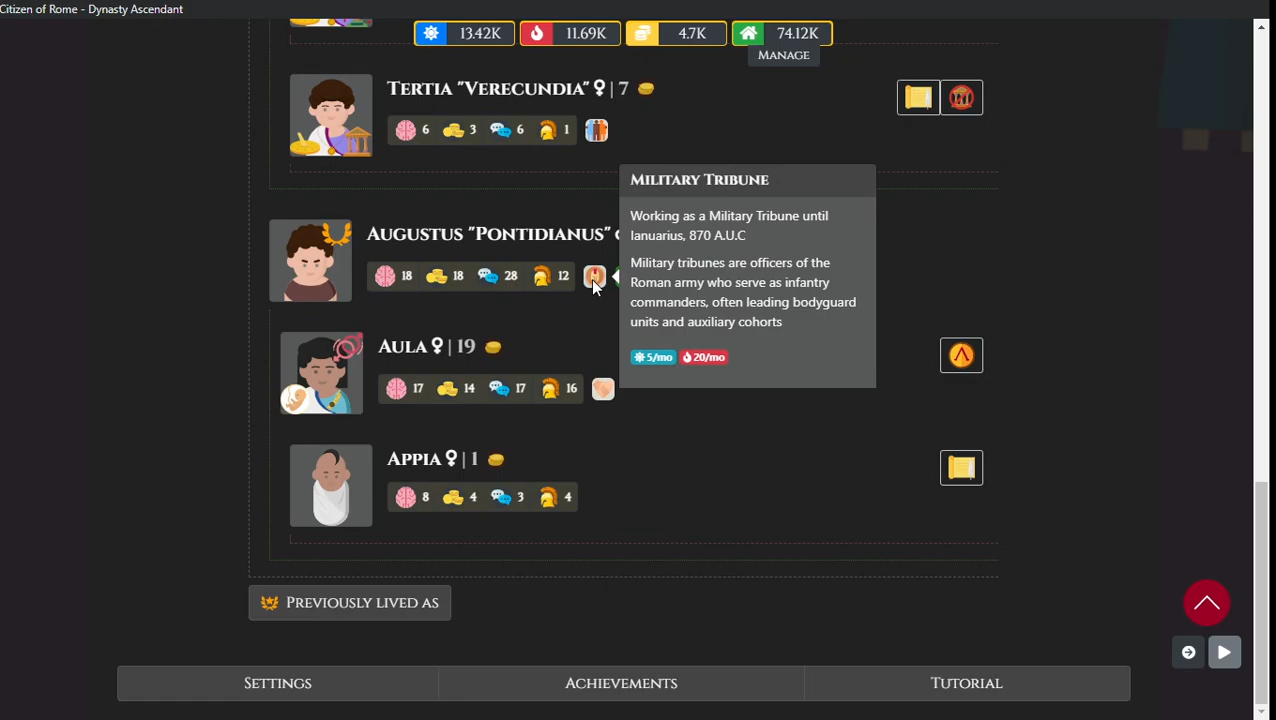 Citizen of Rome - Dynasty Ascendant
13.42K 11.69K 4.7K 74.12K
Manage
Tertia "Verecundia" ♀ | 7
6 3 6 1
Military Tribune
Working as a Military Tribune until
Ianuarius, 870 A.U.C
Military tribunes are officers of the
Roman army who serve as infantry
commanders, often leading bodyguard
units and auxiliary cohorts
5/mo 20/mo
Augustus "Pontidianus"
18 18 28 12
Aula ♀ | 19
17 14 17 16
Appia ♀ | 1
8 4 3 4
Previously lived as
Settings Achievements Tutorial